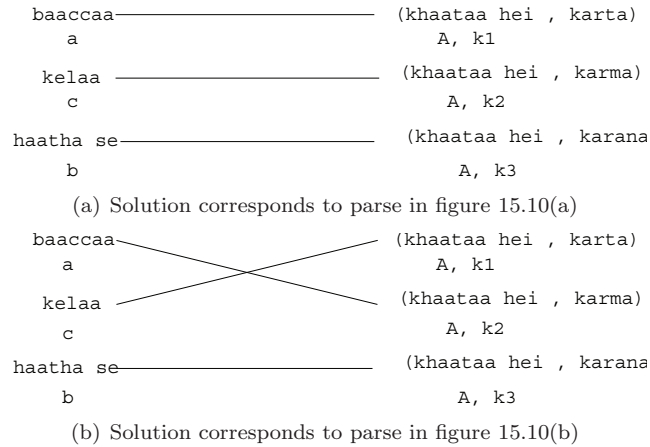 baaccaa (khaataa hei , karta)
a A, k1
kelaa (khaataa hei , karma)
c A, k2
haatha se (khaataa hei , karana
b A, k3
(a) Solution corresponds to parse in figure 15.10(a)
baaccaa (khaataa hei , karta)
a A, k1
kelaa (khaataa hei , karma)
c A, k2
haatha se (khaataa hei , karana
b A, k3
(b) Solution corresponds to parse in figure 15.10(b)